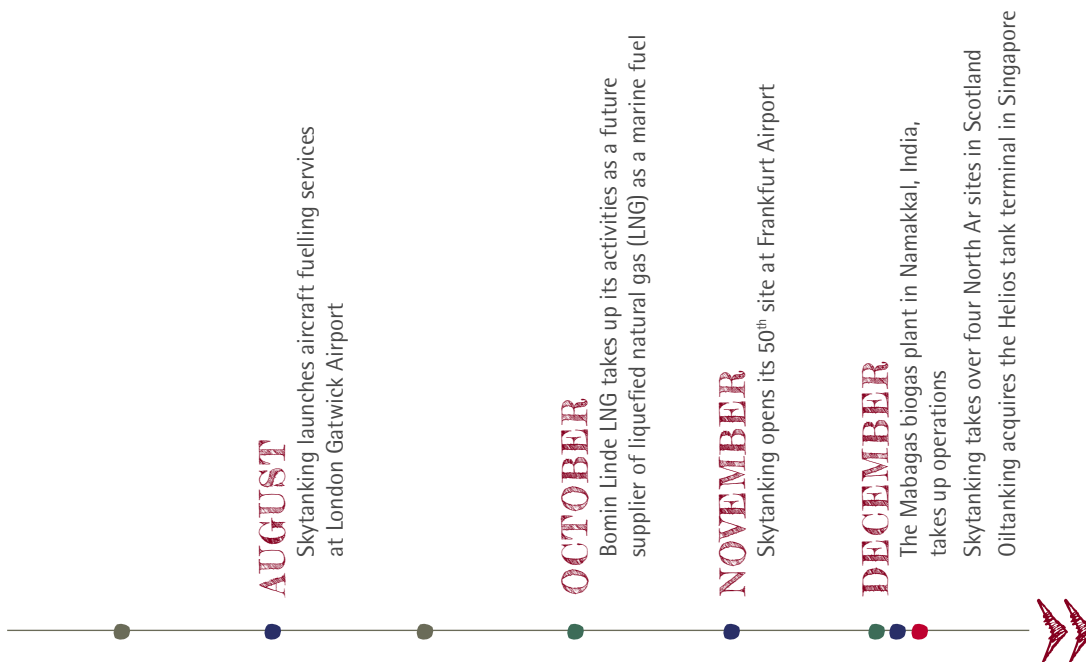 AUGUST
Skytanking launches aircraft fuelling services
at London Gatwick Airport
OCTOBER
Bomin Linde LNG takes up its activities as a future
supplier of liquefied natural gas (LNG) as a marine fuel
NOVEMBER
Skytanking opens its 50th site at Frankfurt Airport
DECEMBER
The Mabagas biogas plant in Namakkal, India,
takes up operations
Skytanking takes over four North Ar sites in Scotland
Oiltanking acquires the Helios tank terminal in Singapore